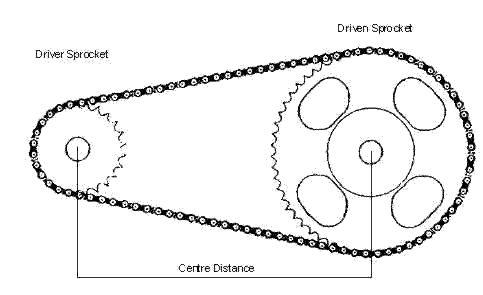 Driven Sprocket
Driver Sprocket
Centre Distance